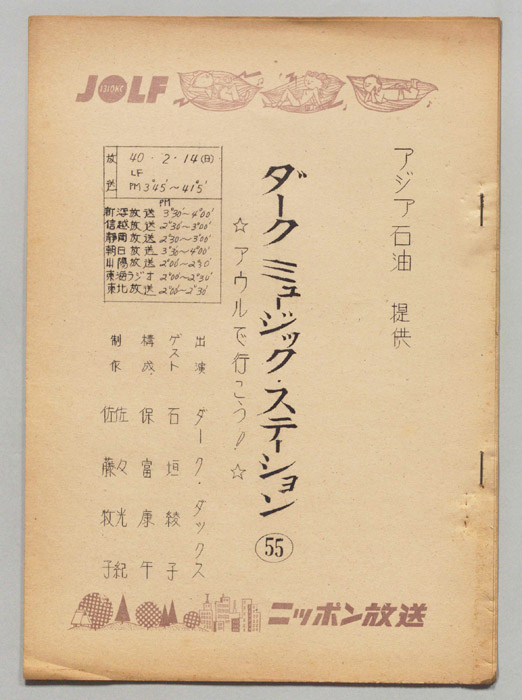 JOLF
1310KC
アジア石油 提供
ダーク ミュージック・ステーション
55
☆ アウルで行こう！ ☆
放送
40・2・14(日)
LF
PM 3°45'～4°15'
PM
新潟放送 3°30'～4°00'
信越放送 2°30'～3°00'
静岡放送 2°30'～3°00'
朝日放送 3°30'～4°00'
山陽放送 2°00'～2°30'
東海ラジオ 2°00'～2°30'
東北放送 2°00'～2°30'
出演 ダーク・ダックス
ゲスト 石垣綾子
構成 保富康午
制作 佐々光紀
佐藤牧子
ニッポン放送